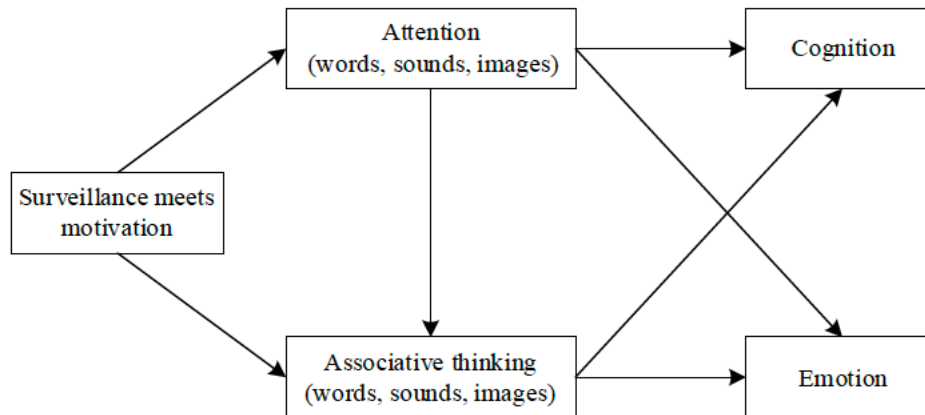 Attention
(words, sounds, images)
Cognition
Surveillance meets
motivation
Associative thinking
(words, sounds, images)
Emotion